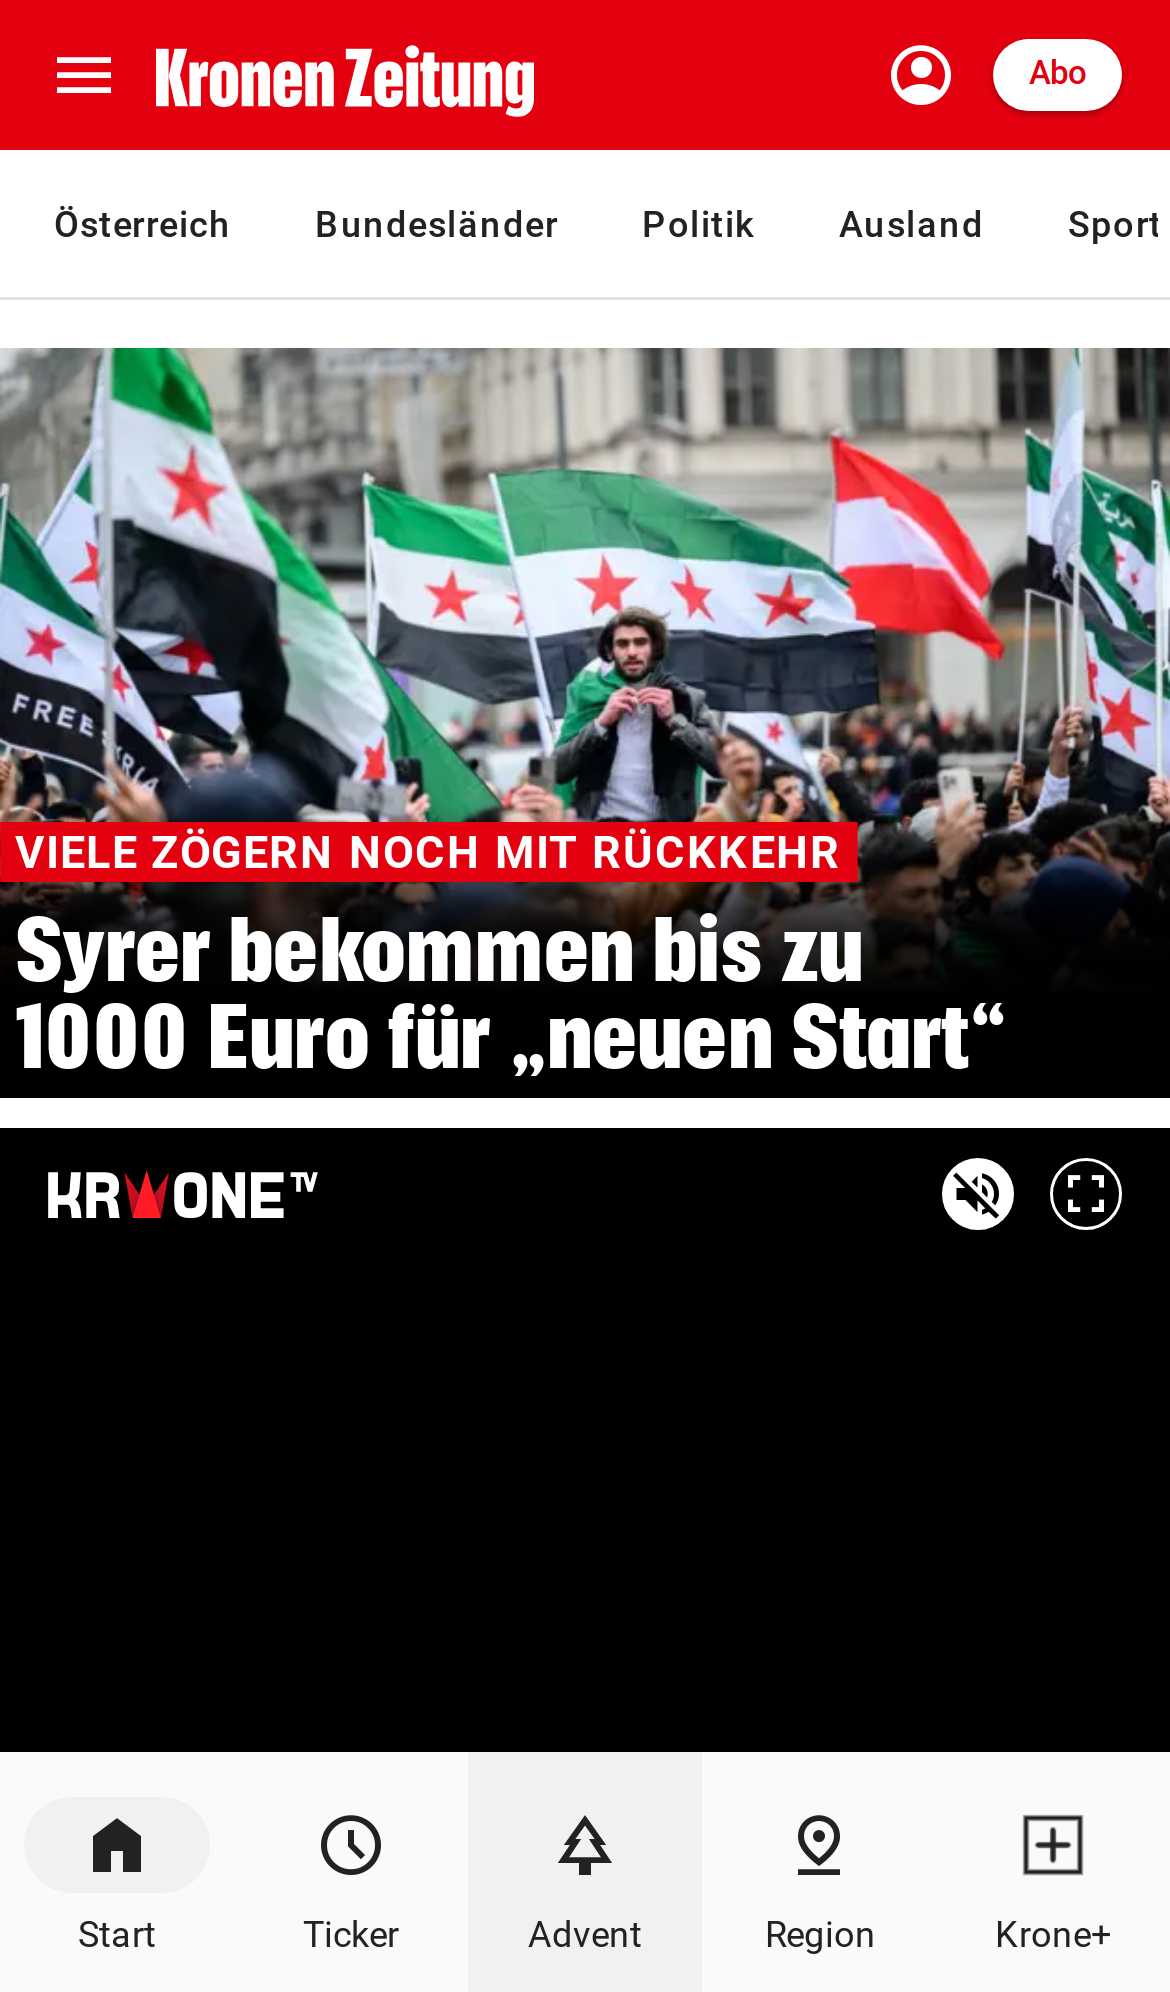 Kronen Zeitung
Abo
Österreich
Bundesländer
Politik
Ausland
Sport
FREE SYRIA
VIELE ZÖGERN NOCH MIT RÜCKKEHR
Syrer bekommen bis zu
1000 Euro für „neuen Start“
KRONE TV
Start
Ticker
Advent
Region
Krone+